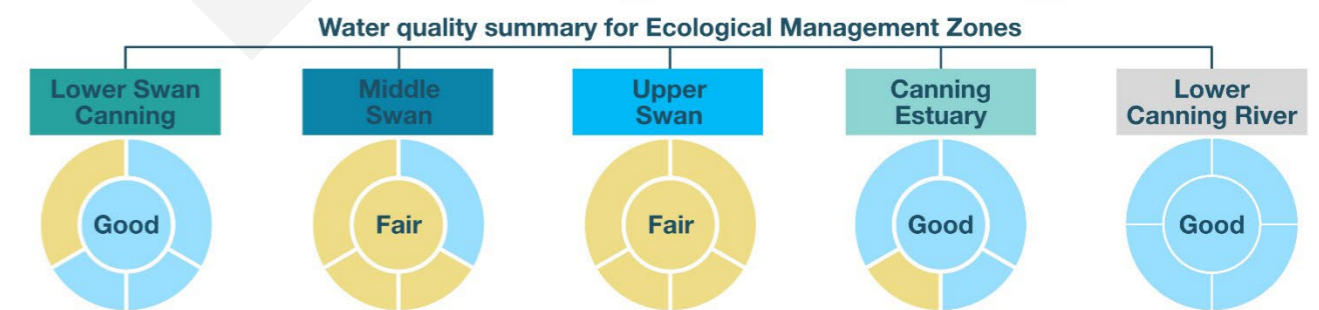 Water quality summary for Ecological Management Zones
Lower Swan
Canning
Middle
Swan
Upper
Swan
Canning
Estuary
Lower
Canning River
Good
Fair
Fair
Good
Good